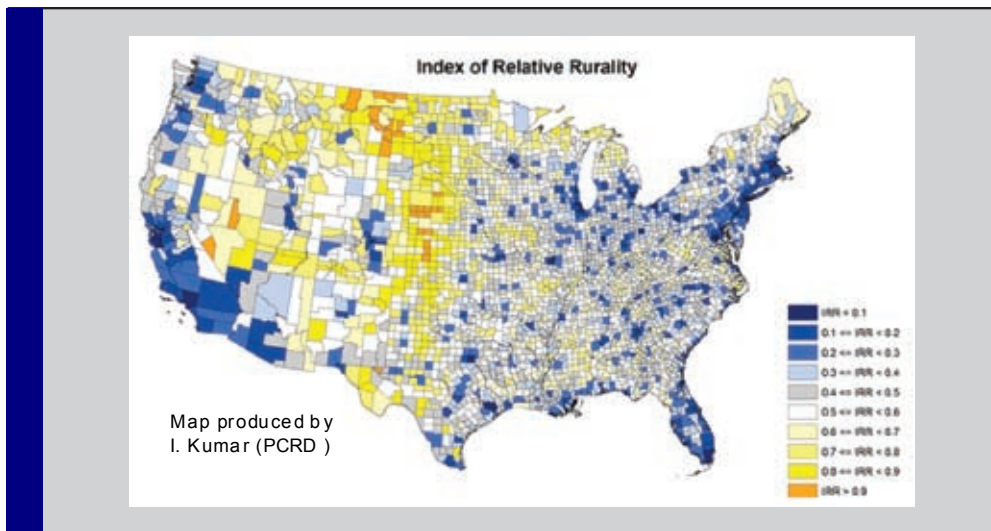 Index of Relative Rurality
Map produced by
I. Kumar (PCRD )
IRR < 0.1
0.1 <= IRR < 0.2
0.2 <= IRR < 0.3
0.3 <= IRR < 0.4
0.4 <= IRR < 0.5
0.5 <= IRR < 0.6
0.6 <= IRR < 0.7
0.7 <= IRR < 0.8
0.8 <= IRR < 0.9
IRR > 0.9